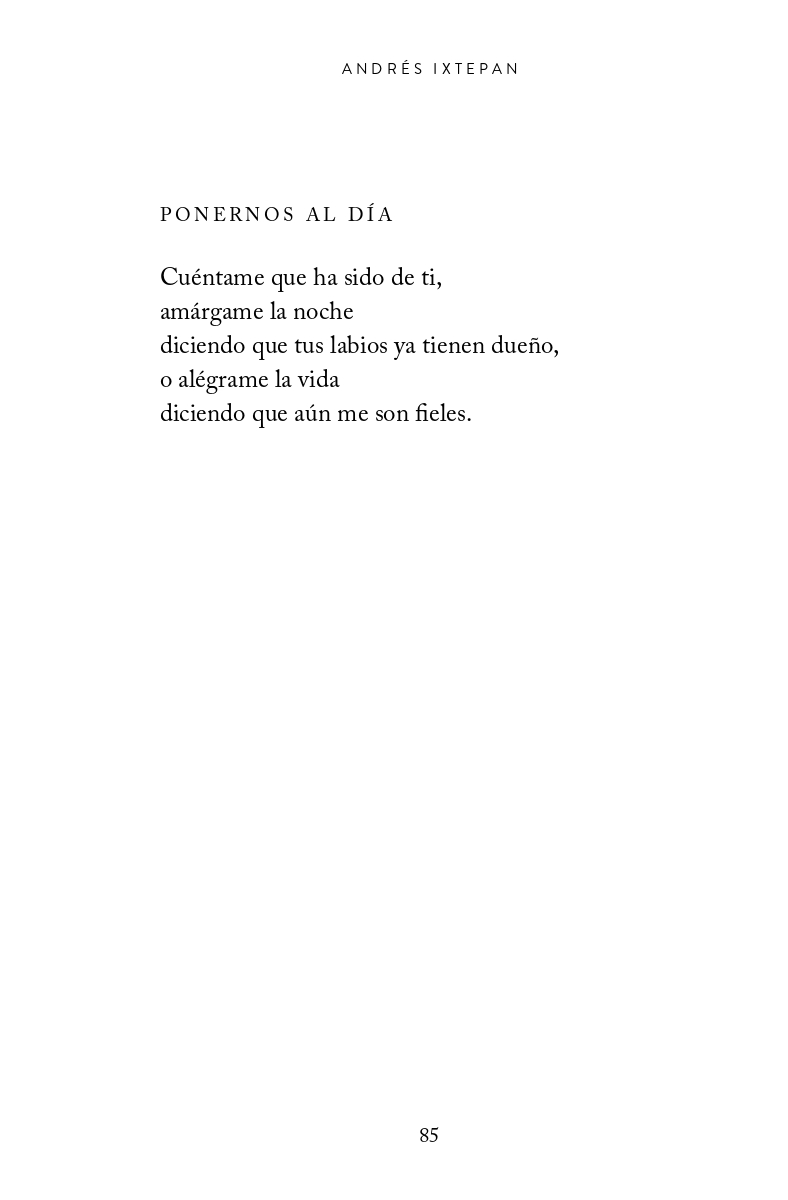 ANDRÉS IXTEPAN
PONERNOS AL DÍA
Cuéntame que ha sido de ti,
amárgame la noche
diciendo que tus labios ya tienen dueño,
o alégrame la vida
diciendo que aún me son fieles.
85